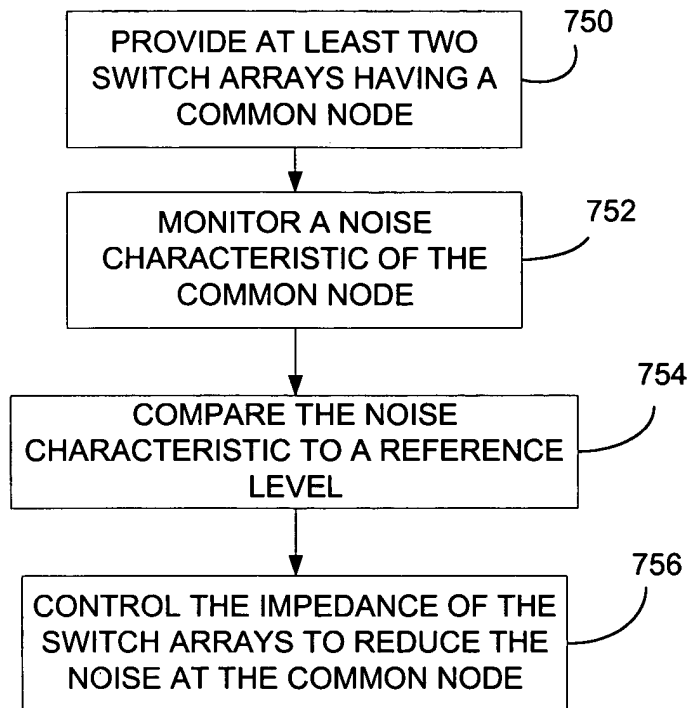 PROVIDE AT LEAST TWO
SWITCH ARRAYS HAVING A
COMMON NODE
750
MONITOR A NOISE
CHARACTERISTIC OF THE
COMMON NODE
752
COMPARE THE NOISE
CHARACTERISTIC TO A REFERENCE
LEVEL
754
CONTROL THE IMPEDANCE OF THE
SWITCH ARRAYS TO REDUCE THE
NOISE AT THE COMMON NODE
756